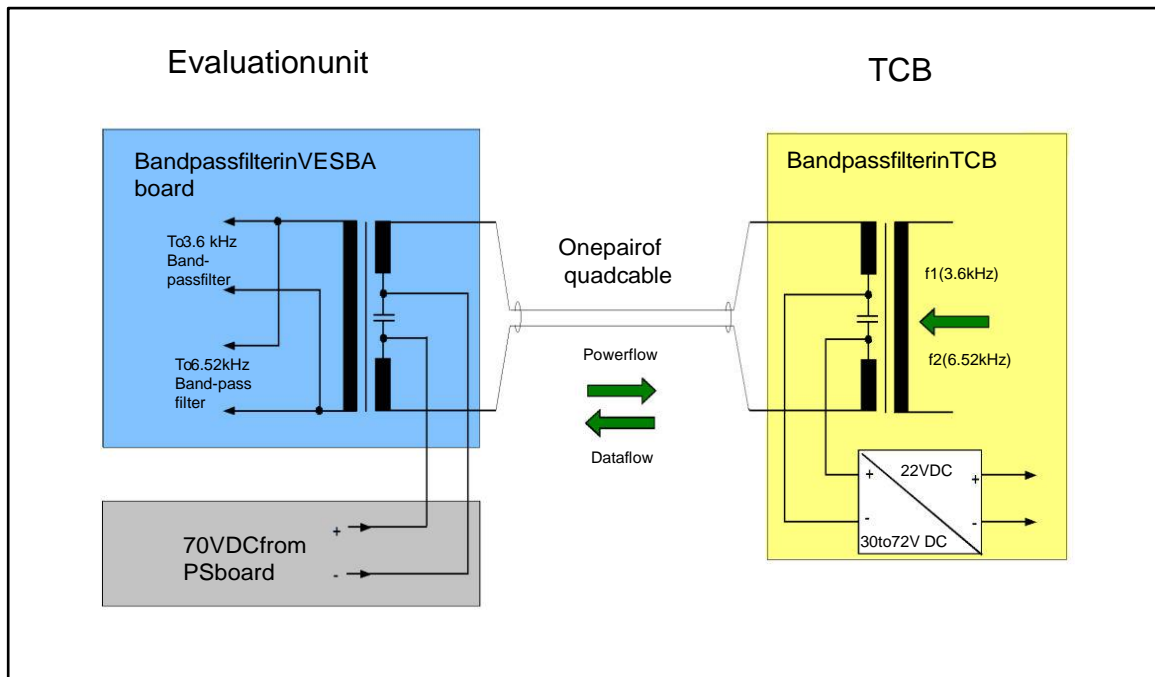 Evaluationunit
TCB
BandpassfilterinVESBA
board
To3.6 kHz
Band-
passfilter
To6.52kHz
Band-pass
filter
+
-
70VDCfrom
PSboard
Onepairof
quadcable
Powerflow
Dataflow
BandpassfilterinTCB
f1(3.6kHz)
f2(6.52kHz)
22VDC
+
+
-
-
30to72V DC